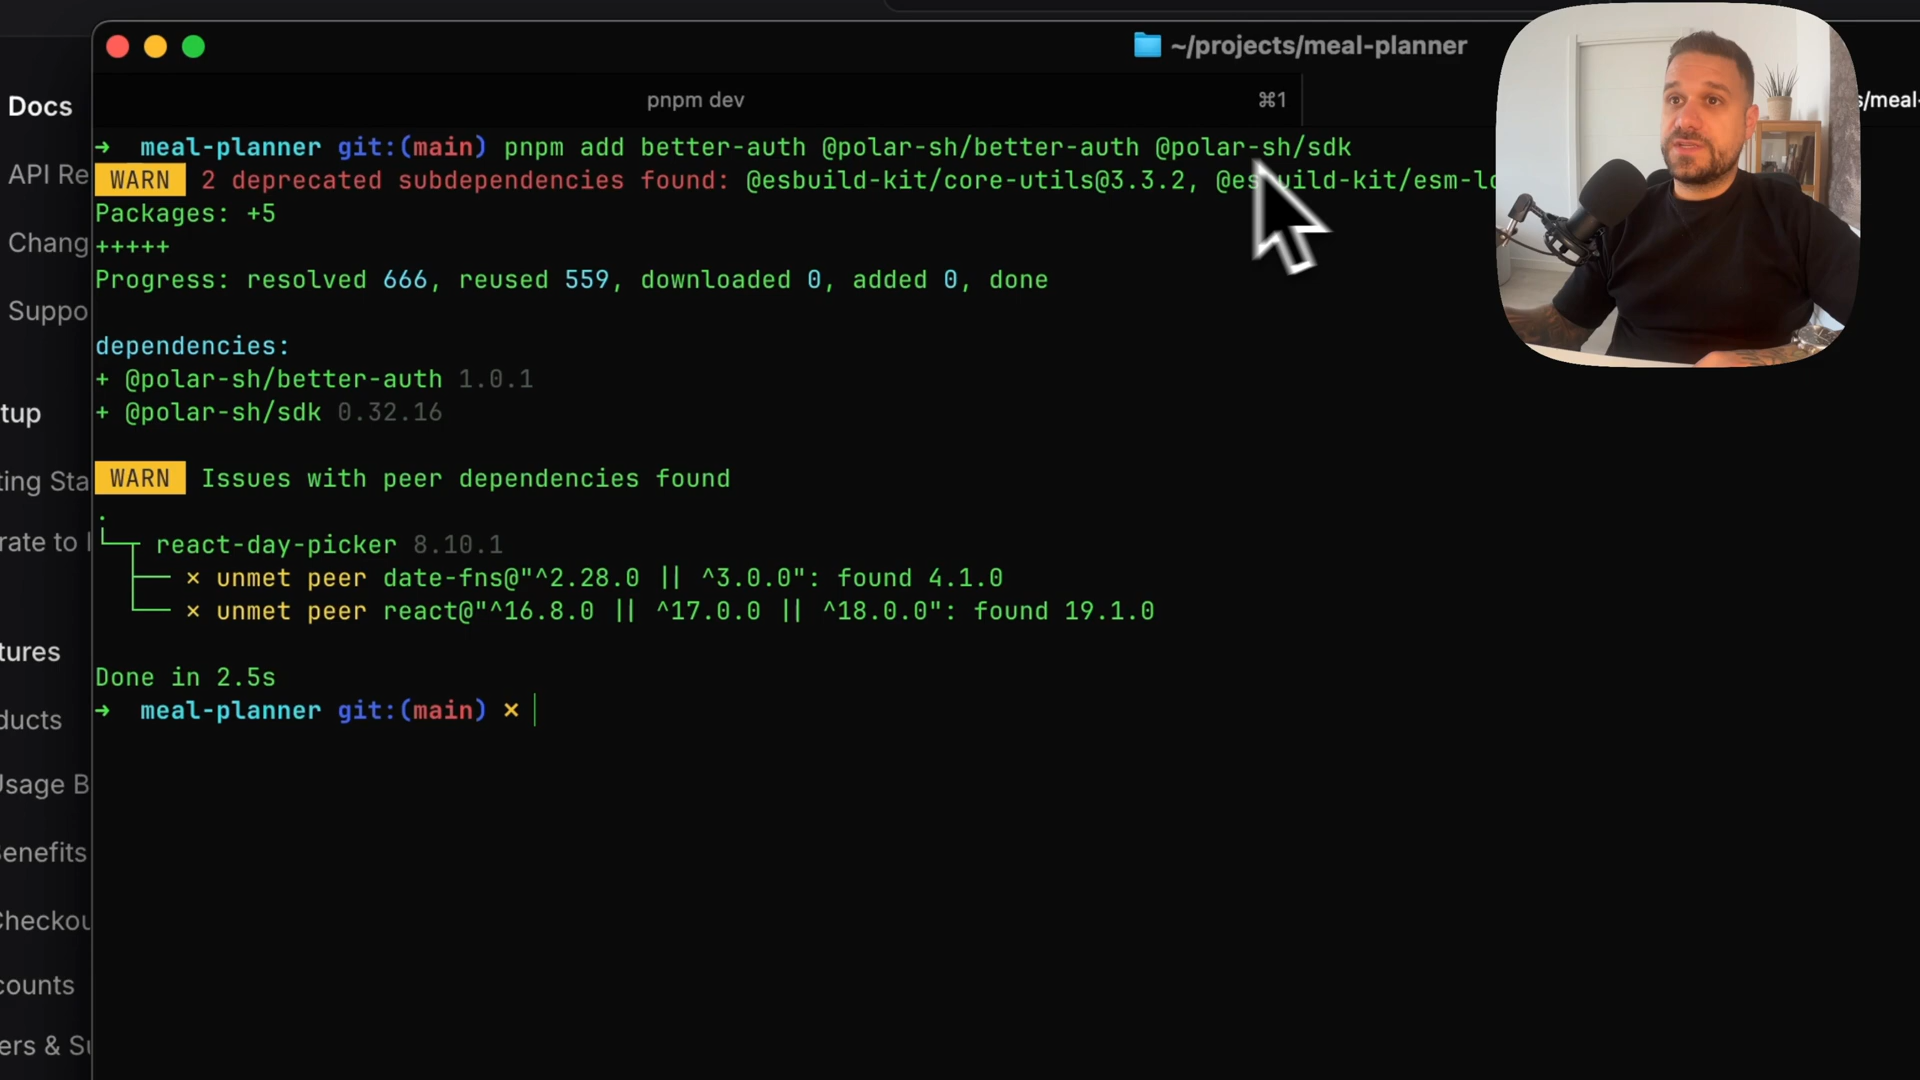 ~/projects/meal-planner
pnpm dev
⌘1
s/meal-
→ meal-planner git:(main) pnpm add better-auth @polar-sh/better-auth @polar-sh/sdk
WARN 2 deprecated subdependencies found: @esbuild-kit/core-utils@3.3.2, @esbuild-kit/esm-lo
Packages: +5
+++++
Progress: resolved 666, reused 559, downloaded 0, added 0, done
dependencies:
+ @polar-sh/better-auth 1.0.1
+ @polar-sh/sdk 0.32.16
WARN Issues with peer dependencies found
.
└─┬ react-day-picker 8.10.1
├── × unmet peer date-fns@"^2.28.0 || ^3.0.0": found 4.1.0
└── × unmet peer react@"^16.8.0 || ^17.0.0 || ^18.0.0": found 19.1.0
Done in 2.5s
→ meal-planner git:(main) ×
Docs
API Re
Chang
Suppo
tup
ting Sta
rate to
tures
ducts
Usage B
Benefits
Checkou
counts
ers & Su